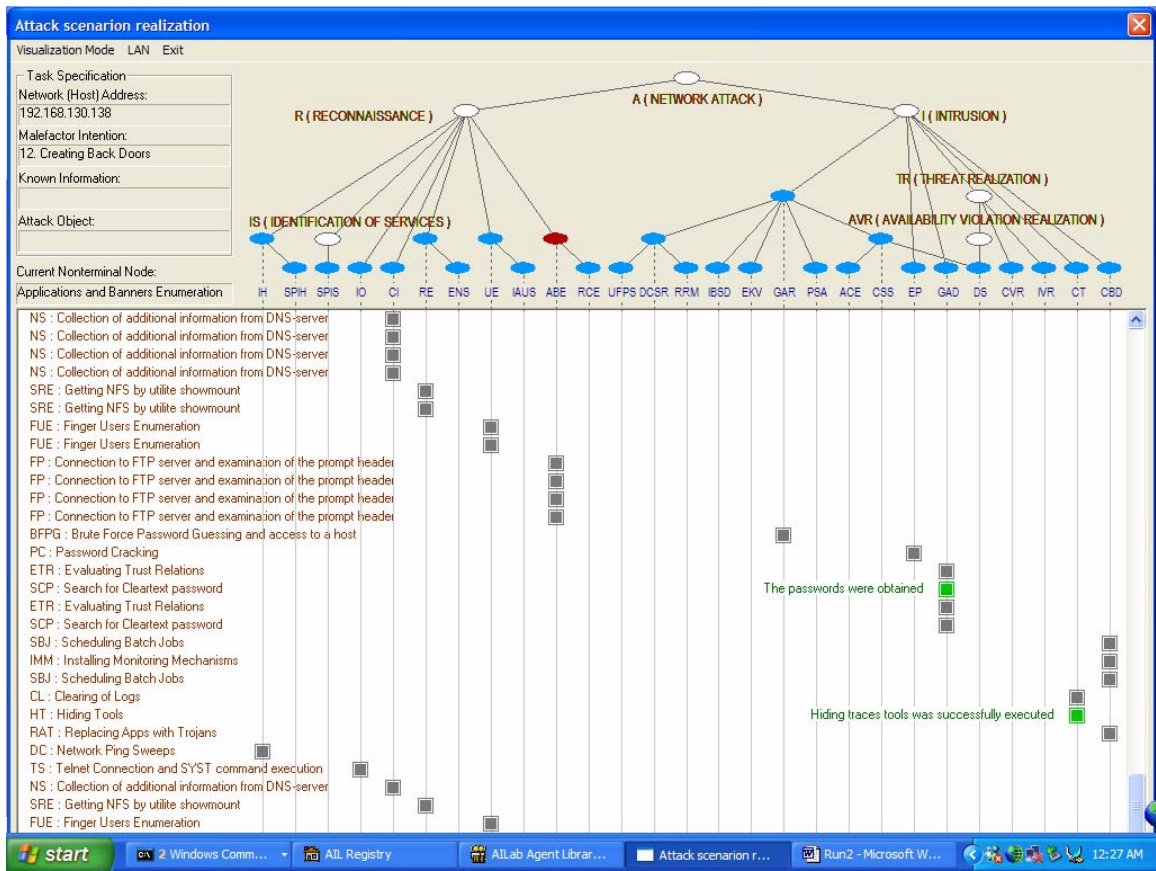 Attack scenarion realization
Visualization Mode LAN Exit
Task Specification
Network (Host) Address:
192.168.130.138
Malefactor Intention:
12. Creating Back Doors
Known Information:
Attack Object:
Current Nonterminal Node:
Applications and Banners Enumeration
A ( NETWORK ATTACK )
R ( RECONNAISSANCE )
I ( INTRUSION )
TR ( THREAT REALIZATION )
IS ( IDENTIFICATION OF SERVICES )
AVR ( AVAILABILITY VIOLATION REALIZATION )
IH SPIH SPIS IO CI RE ENS UE IAUS ABE RCE UFPS DCSR RRM IBSD EKV GAR PSA ACE CSS EP GAD DS CVR IVR CT CBD
NS : Collection of additional information from DNS-server
NS : Collection of additional information from DNS-server
NS : Collection of additional information from DNS-server
NS : Collection of additional information from DNS-server
SRE : Getting NFS by utilite showmount
SRE : Getting NFS by utilite showmount
FUE : Finger Users Enumeration
FUE : Finger Users Enumeration
FP : Connection to FTP server and examination of the prompt header
FP : Connection to FTP server and examination of the prompt header
FP : Connection to FTP server and examination of the prompt header
FP : Connection to FTP server and examination of the prompt header
BFPG : Brute Force Password Guessing and access to a host
PC : Password Cracking
ETR : Evaluating Trust Relations
SCP : Search for Cleartext password The passwords were obtained
ETR : Evaluating Trust Relations
SCP : Search for Cleartext password
SBJ : Scheduling Batch Jobs
IMM : Installing Monitoring Mechanisms
SBJ : Scheduling Batch Jobs
CL : Clearing of Logs
HT : Hiding Tools Hiding traces tools was successfully executed
RAT : Replacing Apps with Trojans
DC : Network Ping Sweeps
TS : Telnet Connection and SYST command execution
NS : Collection of additional information from DNS-server
SRE : Getting NFS by utilite showmount
FUE : Finger Users Enumeration
start 2 Windows Comm... AIL Registry AILab Agent Librar... Attack scenarion r... Run2 - Microsoft W... 12:27 AM